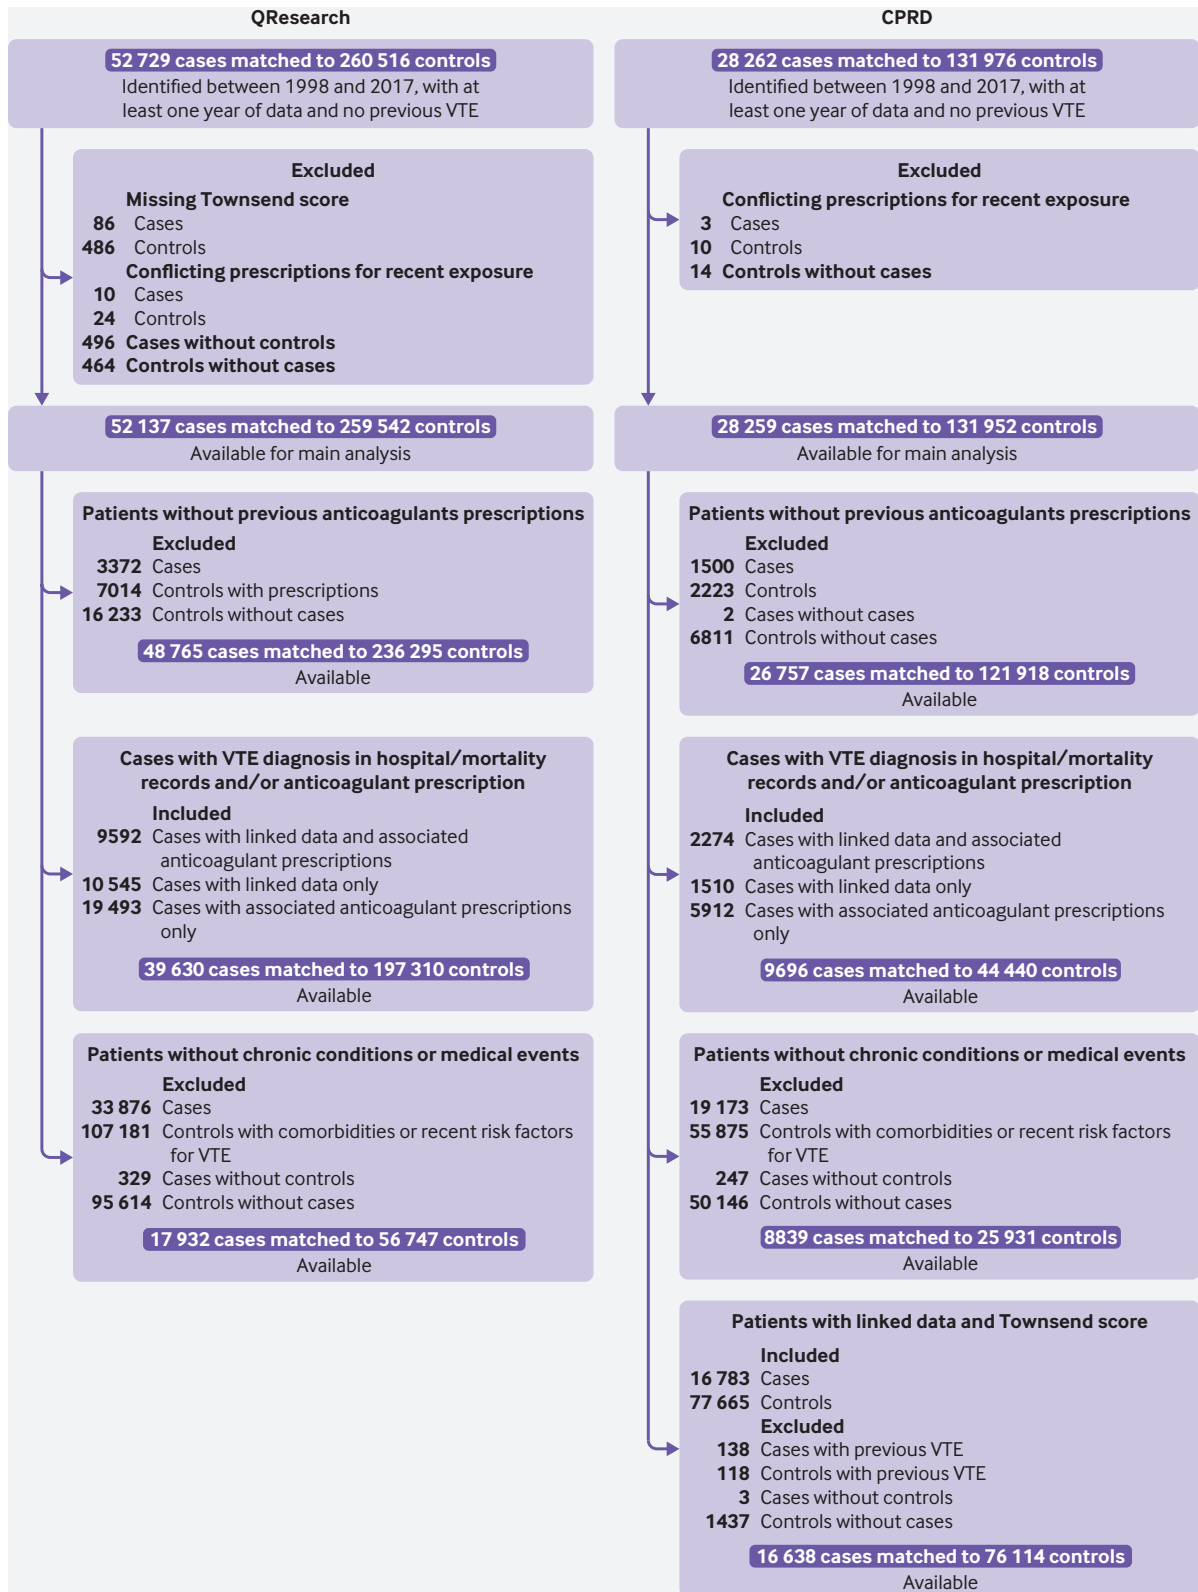 QResearch
52 729 cases matched to 260 516 controls
Identified between 1998 and 2017, with at
least one year of data and no previous VTE
Excluded
Missing Townsend score
86 Cases
486 Controls
Conflicting prescriptions for recent exposure
10 Cases
24 Controls
496 Cases without controls
464 Controls without cases
52 137 cases matched to 259 542 controls
Available for main analysis
Patients without previous anticoagulants prescriptions
Excluded
3372 Cases
7014 Controls with prescriptions
16 233 Controls without cases
48 765 cases matched to 236 295 controls
Available
Cases with VTE diagnosis in hospital/mortality
records and/or anticoagulant prescription
Included
9592 Cases with linked data and associated
anticoagulant prescriptions
10 545 Cases with linked data only
19 493 Cases with associated anticoagulant prescriptions
only
39 630 cases matched to 197 310 controls
Available
Patients without chronic conditions or medical events
Excluded
33 876 Cases
107 181 Controls with comorbidities or recent risk factors
for VTE
329 Cases without controls
95 614 Controls without cases
17 932 cases matched to 56 747 controls
Available
CPRD
28 262 cases matched to 131 976 controls
Identified between 1998 and 2017, with at
least one year of data and no previous VTE
Excluded
Conflicting prescriptions for recent exposure
3 Cases
10 Controls
14 Controls without cases
28 259 cases matched to 131 952 controls
Available for main analysis
Patients without previous anticoagulants prescriptions
Excluded
1500 Cases
2223 Controls
2 Cases without cases
6811 Controls without cases
26 757 cases matched to 121 918 controls
Available
Cases with VTE diagnosis in hospital/mortality
records and/or anticoagulant prescription
Included
2274 Cases with linked data and associated
anticoagulant prescriptions
1510 Cases with linked data only
5912 Cases with associated anticoagulant prescriptions
only
9696 cases matched to 44 440 controls
Available
Patients without chronic conditions or medical events
Excluded
19 173 Cases
55 875 Controls with comorbidities or recent risk factors
for VTE
247 Cases without controls
50 146 Controls without cases
8839 cases matched to 25 931 controls
Available
Patients with linked data and Townsend score
Included
16 783 Cases
77 665 Controls
Excluded
138 Cases with previous VTE
118 Controls with previous VTE
3 Cases without controls
1437 Controls without cases
16 638 cases matched to 76 114 controls
Available